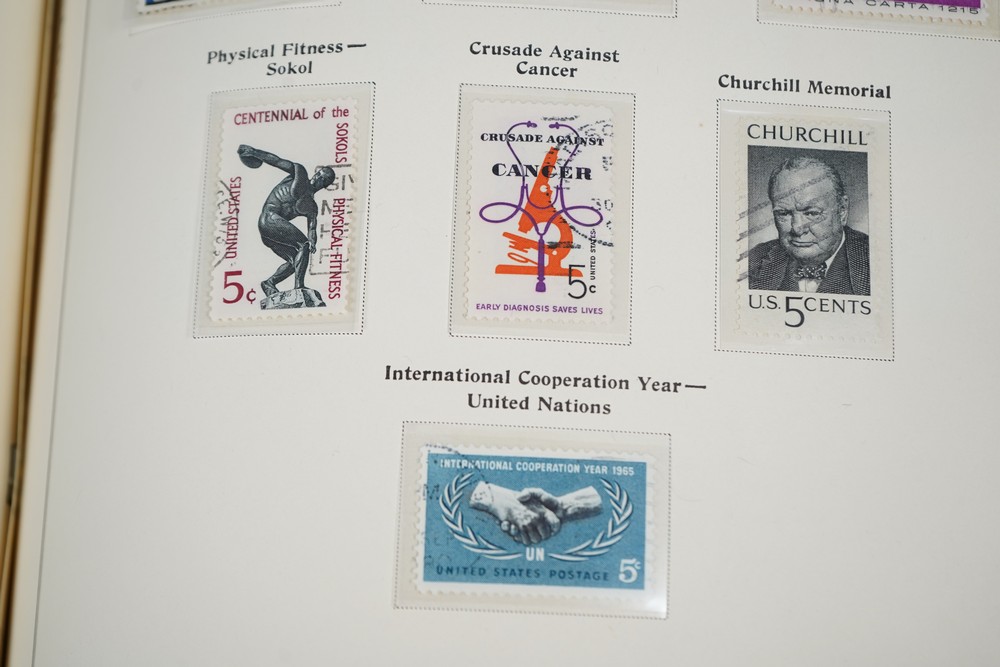 CARTA 1215
Physical Fitness—
Sokol
CENTENNIAL of the
SOKOLS
PHYSICAL-FITNESS
UNITED STATES
5¢
Crusade Against
Cancer
CRUSADE AGAINST
CANCER
UNITED STATES
5c
EARLY DIAGNOSIS SAVES LIVES
Churchill Memorial
CHURCHILL
U.S. 5 CENTS
International Cooperation Year—
United Nations
INTERNATIONAL COOPERATION YEAR 1965
UN
UNITED STATES POSTAGE 5c